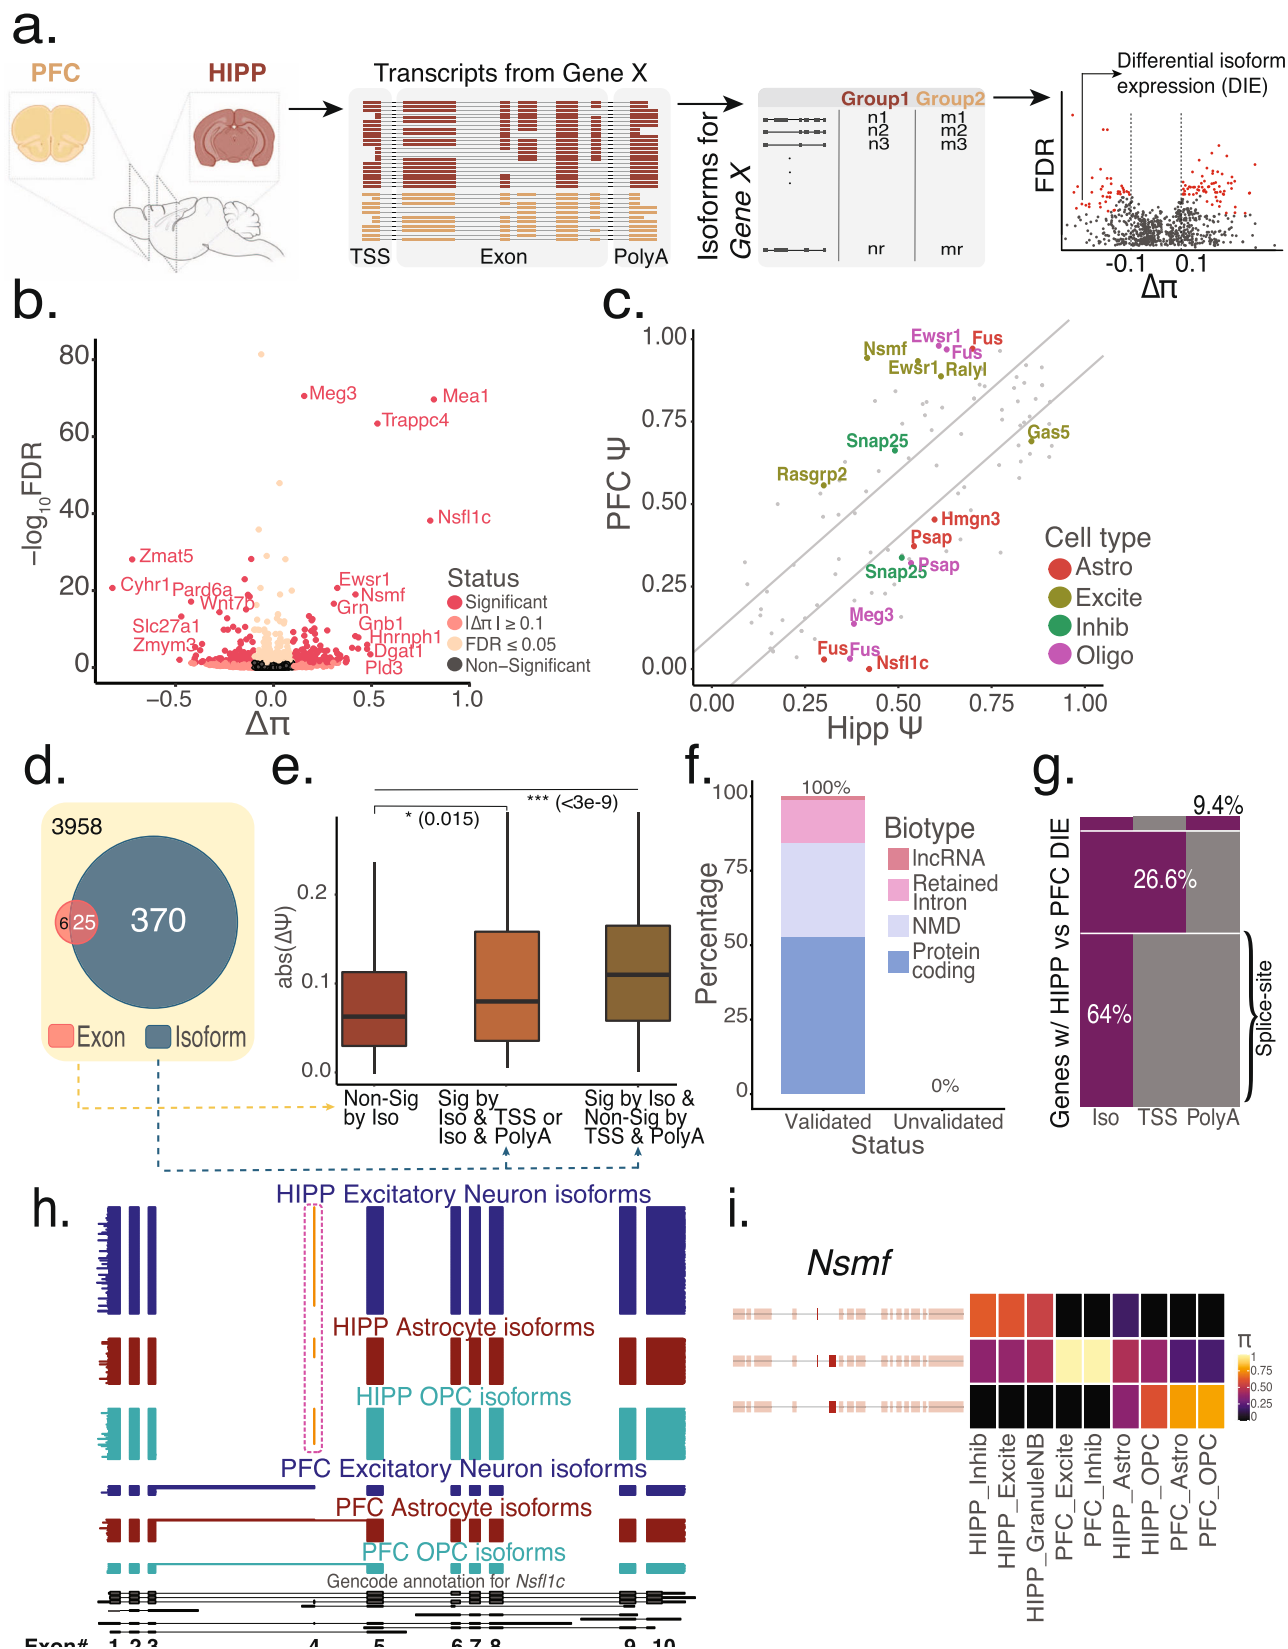 a.
PFC
HIPP
Transcripts from Gene X
TSS
Exon
PolyA
Isoforms for
Gene X
Group1 Group2
n1 m1
n2 m2
n3 m3
nr mr
Differential isoform
expression (DIE)
FDR
-0.1 0.1
Δπ
b.
80
60
40
20
0
−log10FDR
Meg3
Mea1
Trappc4
Nsfl1c
Zmat5
Cyhr1
Pard6a
Wnt7b
Slc27a1
Zmym3
Ewsr1
Nsmf
Grn
Gnb1
Hnrnph1
Dgat1
Pld3
Status
Significant
|Δπ| ≥ 0.1
FDR ≤ 0.05
Non−Significant
−0.5 0.0 0.5 1.0
Δπ
c.
1.00
0.75
0.50
0.25
0.00
PFC Ψ
Ewsr1
Fus
Fus
Nsmf
Ewsr1
Ralyl
Snap25
Gas5
Rasgrp2
Hmgn3
Psap
Psap
Snap25
Meg3
Fus
Fus
Nsfl1c
Cell type
Astro
Excite
Inhib
Oligo
0.00 0.25 0.50 0.75 1.00
Hipp Ψ
d.
3958
6
25
370
Exon
Isoform
e.
*** (<3e-9)
* (0.015)
abs(ΔΨ)
0.2
0.1
0.0
Non-Sig
by Iso
Sig by
Iso & TSS or
Iso & PolyA
Sig by Iso &
Non-Sig by
TSS & PolyA
f.
100
75
50
25
0
Percentage
100%
0%
Biotype
lncRNA
Retained
Intron
NMD
Protein
coding
Validated Unvalidated
Status
g.
9.4%
26.6%
64%
Genes w/ HIPP vs PFC DIE
Splice-site
Iso TSS PolyA
h.
HIPP Excitatory Neuron isoforms
HIPP Astrocyte isoforms
HIPP OPC isoforms
PFC Excitatory Neuron isoforms
PFC Astrocyte isoforms
PFC OPC isoforms
Gencode annotation for Nsfl1c
Exon# 1 2 3 4 5 6 7 8 9 10
i.
Nsmf
π
1
0.75
0.50
0.25
0
HIPP_Inhib
HIPP_Excite
HIPP_GranuleNB
PFC_Excite
PFC_Inhib
HIPP_Astro
HIPP_OPC
PFC_Astro
PFC_OPC